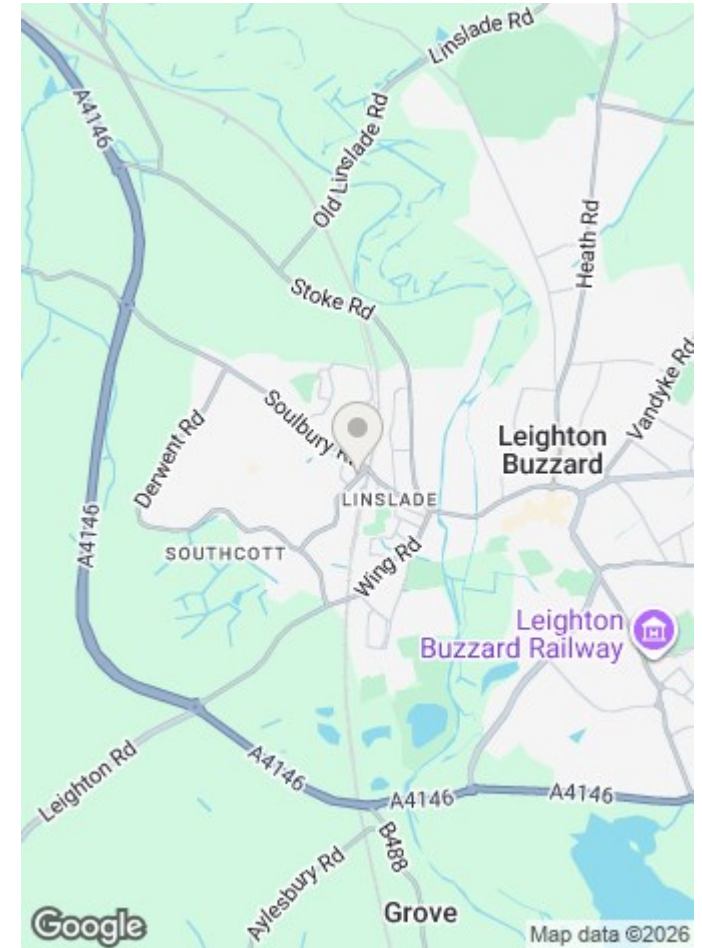 Linslade Rd
A4146
Old Linslade Rd
Heath Rd
Stoke Rd
Vandyke Rd
Soulbury Rd
Derwent Rd
Leighton
Buzzard
LINSLADE
A4146
SOUTHCOTT
Wing Rd
Leighton
Buzzard Railway
Leighton Rd
A4146
A4146
A4146
B488
Aylesbury Rd
Grove
Google
Map data ©2026